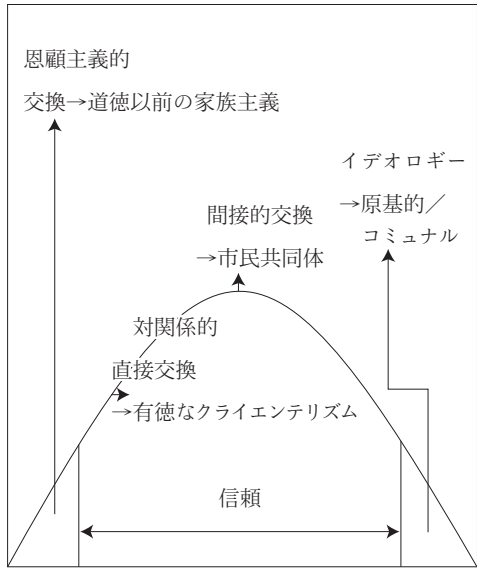 恩顧主義的
交換→道徳以前の家族主義
イデオロギー
→原基的／
コミュナル
間接的交換
→市民共同体
対関係的
直接交換
→有徳なクライエンテリズム
信頼